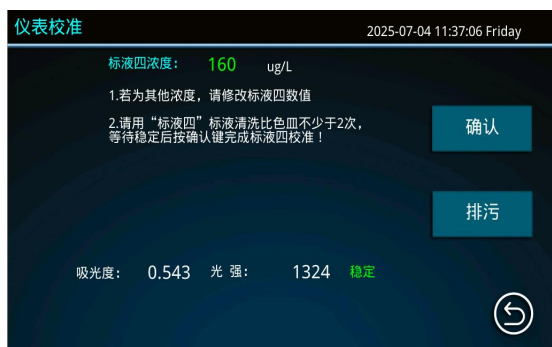 仪表校准
2025-07-04 11:37:06 Friday
标液四浓度： 160 ug/L
1.若为其他浓度，请修改标液四数值
2.请用“标液四”标液清洗比色皿不少于2次，
等待稳定后按确认键完成标液四校准！
确认
排污
吸光度： 0.543 光 强： 1324 稳定